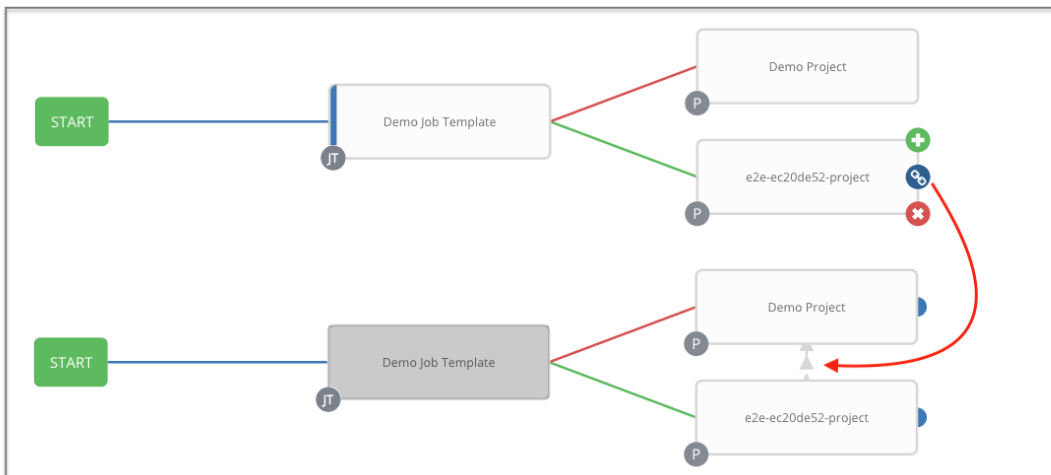 Demo Project
P
START
Demo Job Template
JT
e2e-ec20de52-project
P
Demo Project
P
START
Demo Job Template
JT
e2e-ec20de52-project
P